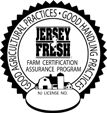 GOOD AGRICULTURAL PRACTICES • GOOD HANDLING PRACTICES
JERSEY
FRESH
FARM CERTIFICATION
ASSURANCE PROGRAM
NJ LICENSE NO.